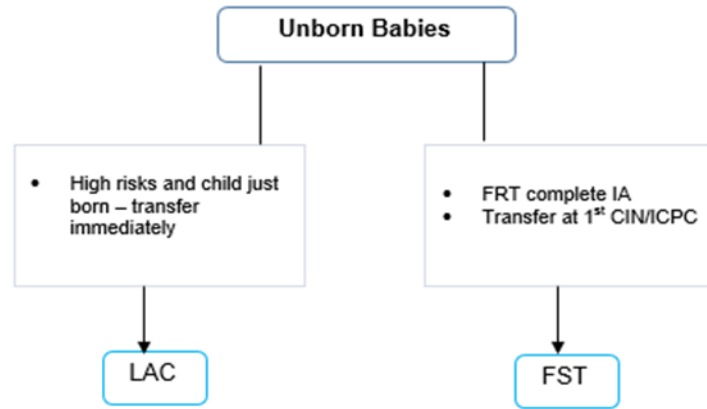 Unborn Babies
• High risks and child just
born – transfer
immediately
• FRT complete IA
• Transfer at 1st CIN/ICPC
LAC
FST